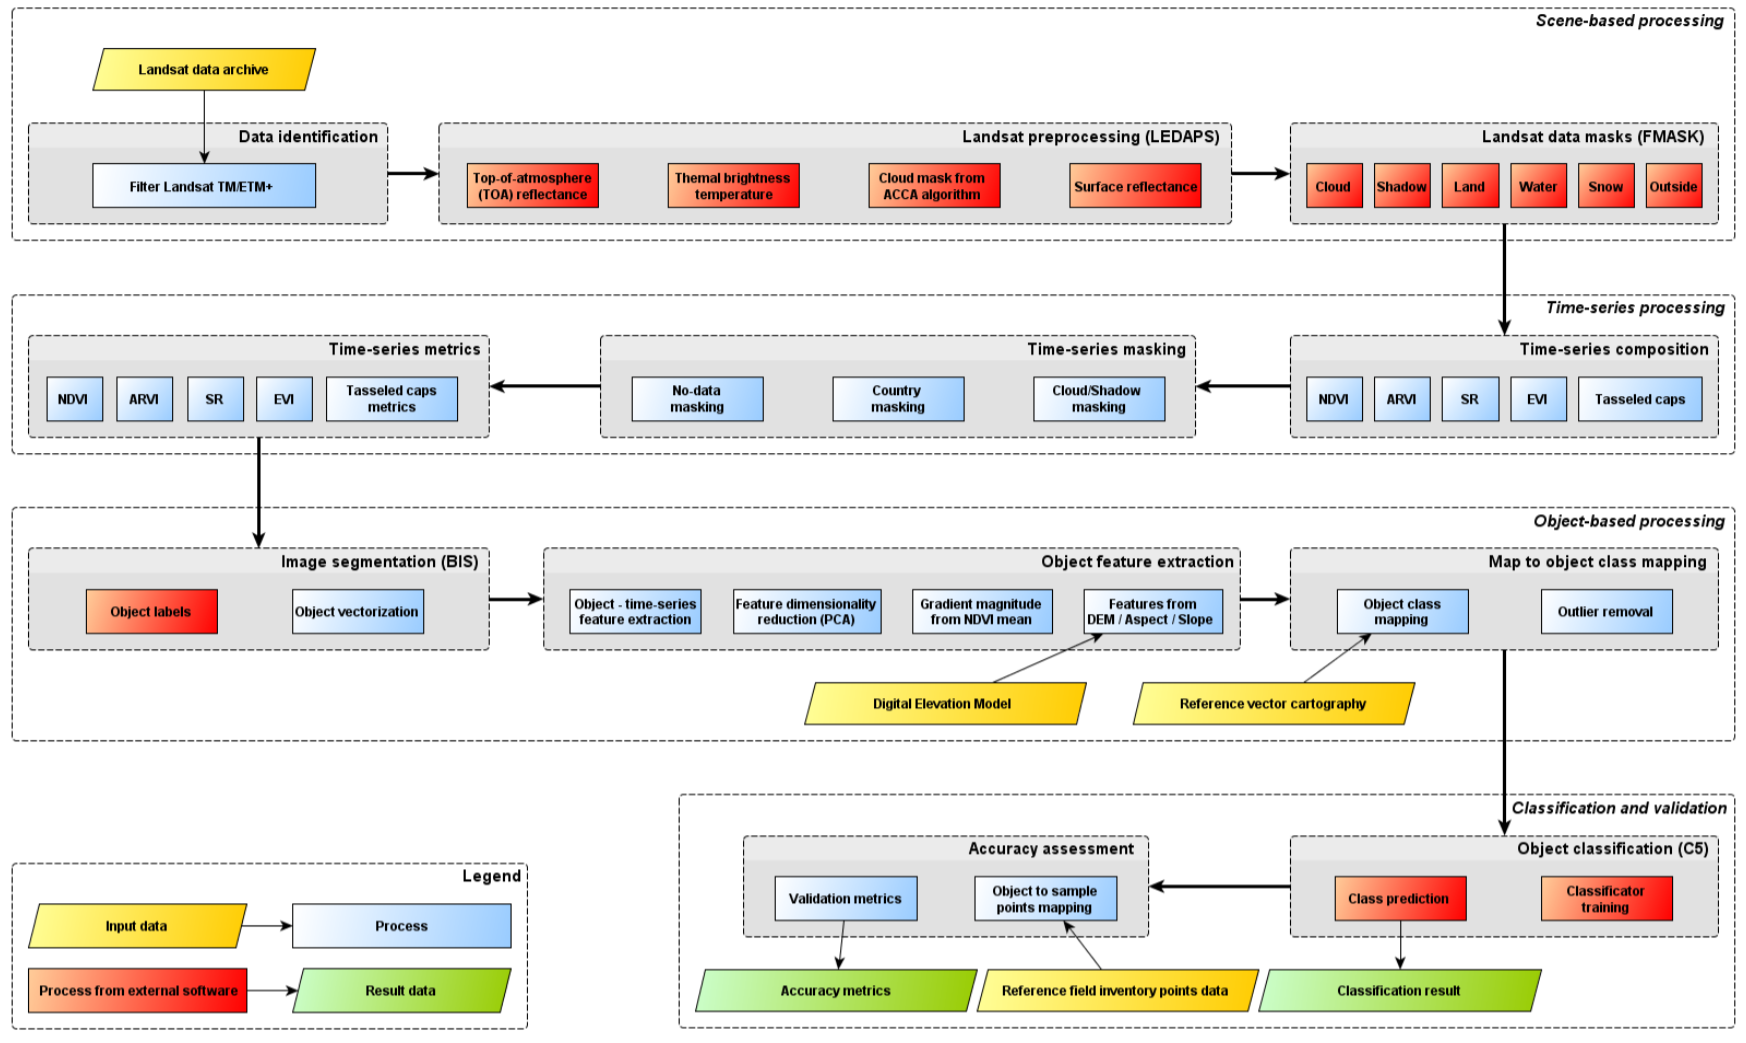 Scene-based processing
Landsat data archive
Data identification
Filter Landsat TM/ETM+
Landsat preprocessing (LEDAPS)
Top-of-atmosphere
(TOA) reflectance
Themal brightness
temperature
Cloud mask from
ACCA algorithm
Surface reflectance
Landsat data masks (FMASK)
Cloud
Shadow
Land
Water
Snow
Outside
Time-series processing
Time-series metrics
NDVI
ARVI
SR
EVI
Tasseled caps
metrics
Time-series masking
No-data
masking
Country
masking
Cloud/Shadow
masking
Time-series composition
NDVI
ARVI
SR
EVI
Tasseled caps
Object-based processing
Image segmentation (BIS)
Object labels
Object vectorization
Object feature extraction
Object - time-series
feature extraction
Feature dimensionality
reduction (PCA)
Gradient magnitude
from NDVI mean
Features from
DEM / Aspect / Slope
Map to object class mapping
Object class
mapping
Outlier removal
Digital Elevation Model
Reference vector cartography
Classification and validation
Accuracy assessment
Validation metrics
Object to sample
points mapping
Object classification (C5)
Class prediction
Classificator
training
Accuracy metrics
Reference field inventory points data
Classification result
Legend
Input data
Process
Process from external software
Result data